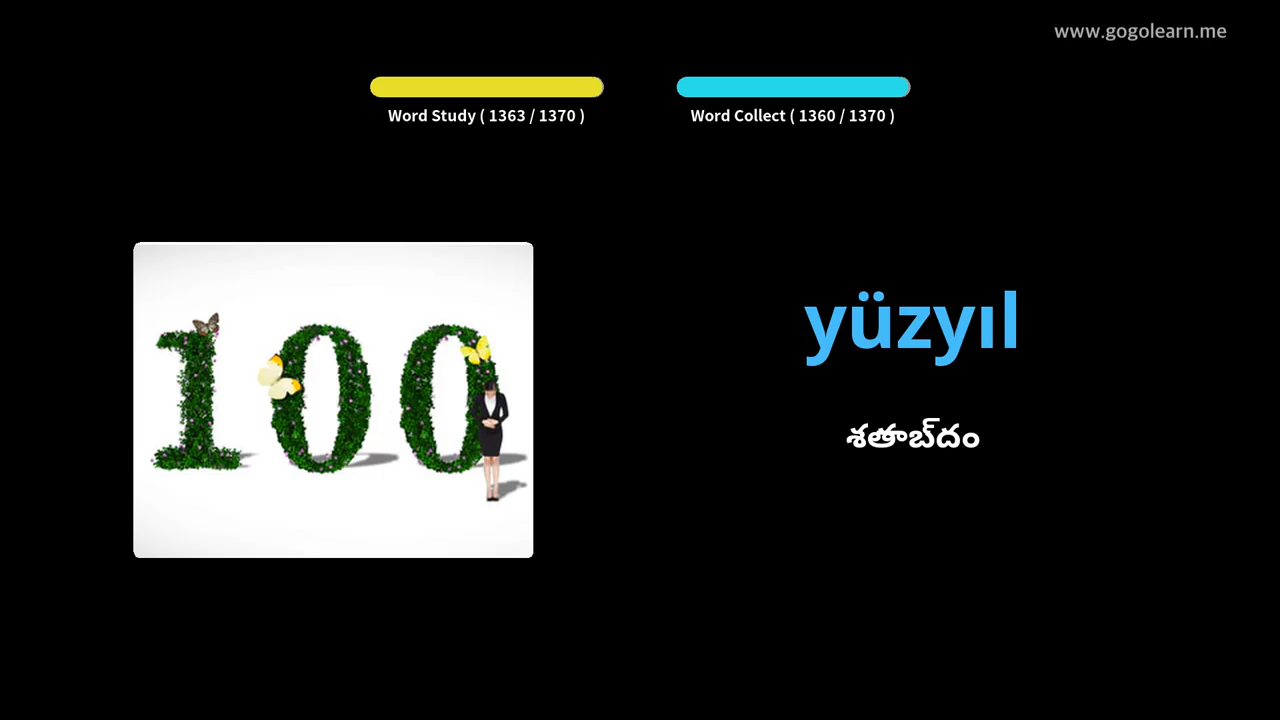 www.gogolearn.me
Word Study ( 1363 / 1370 )
Word Collect ( 1360 / 1370 )
100
yüzyıl
శతాబ్‌దం